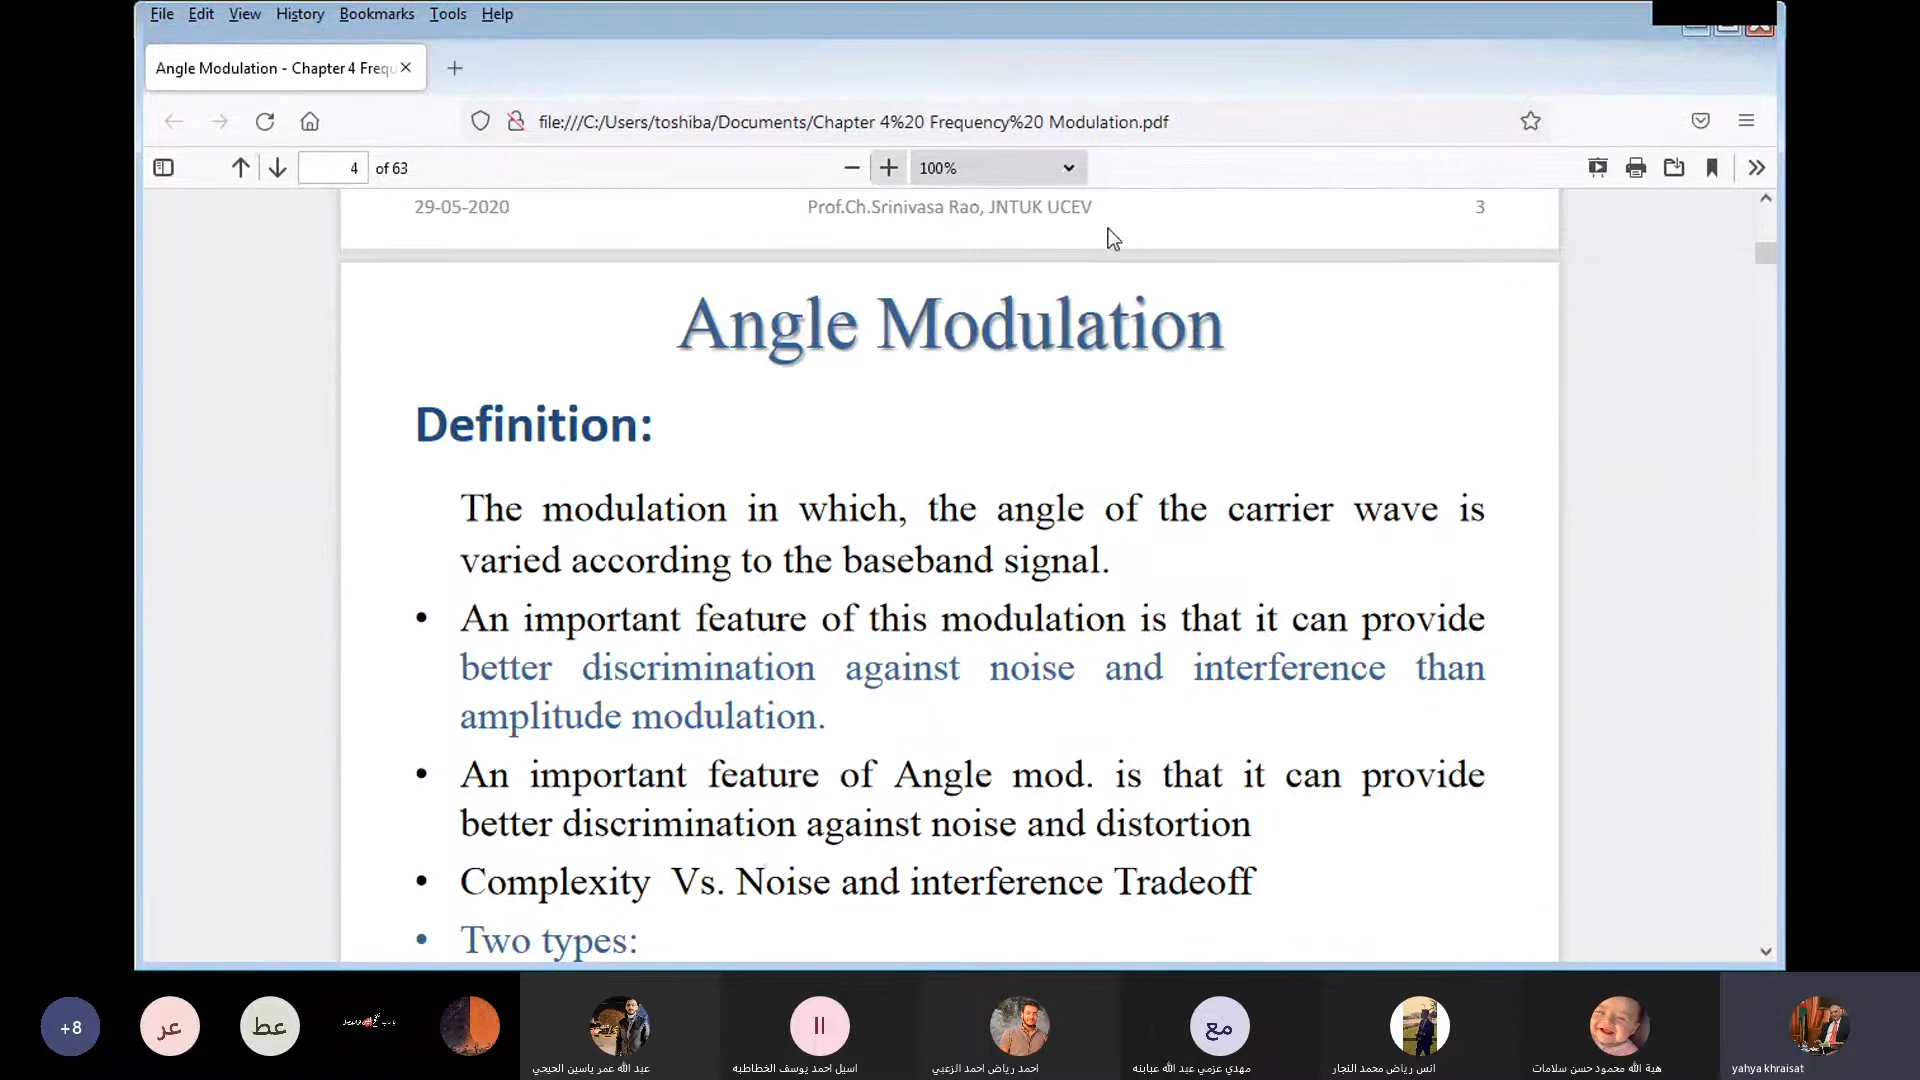 File Edit View History Bookmarks Tools Help
Angle Modulation - Chapter 4 Frequ
file:///C:/Users/toshiba/Documents/Chapter 4%20 Frequency%20 Modulation.pdf
4 of 63
100%
29-05-2020 Prof.Ch.Srinivasa Rao, JNTUK UCEV 3
Angle Modulation
Definition:
The modulation in which, the angle of the carrier wave is
varied according to the baseband signal.
• An important feature of this modulation is that it can provide
better discrimination against noise and interference than
amplitude modulation.
• An important feature of Angle mod. is that it can provide
better discrimination against noise and distortion
• Complexity Vs. Noise and interference Tradeoff
• Two types:
+8
عر
عط
اا
مع
عبد الله عمر ياسين الحيحي
اسيل احمد يوسف الخطاطبه
احمد رياض احمد الزعبي
مهدي عزمي عبد الله عبابنه
انس رياض محمد النجار
هبة الله محمود حسن سلامات
yahya khraisat